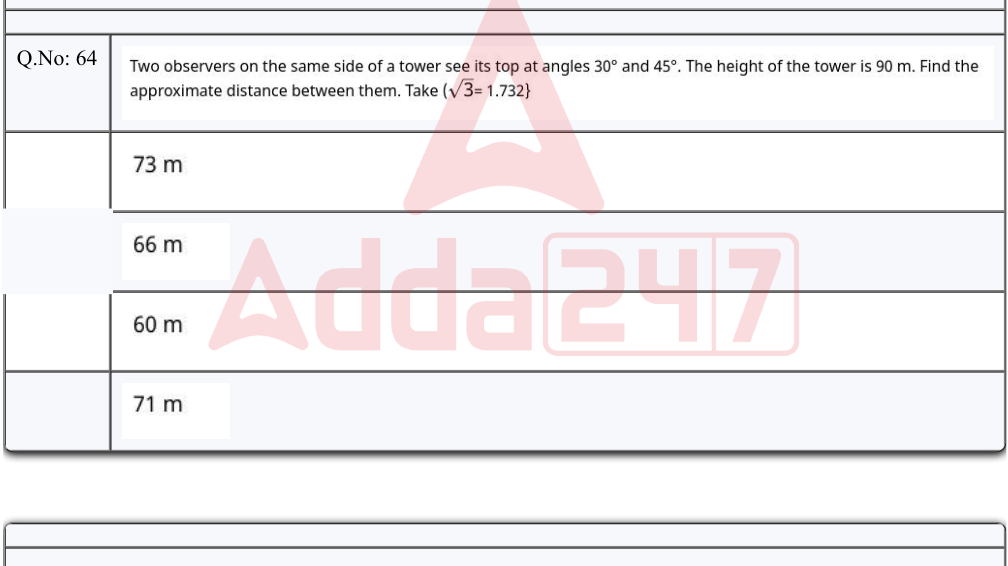 Q.No: 64
Two observers on the same side of a tower see its top at angles 30° and 45°. The height of the tower is 90 m. Find the
approximate distance between them. Take (√3= 1.732}
73 m
66 m
60 m
71 m
Adda247